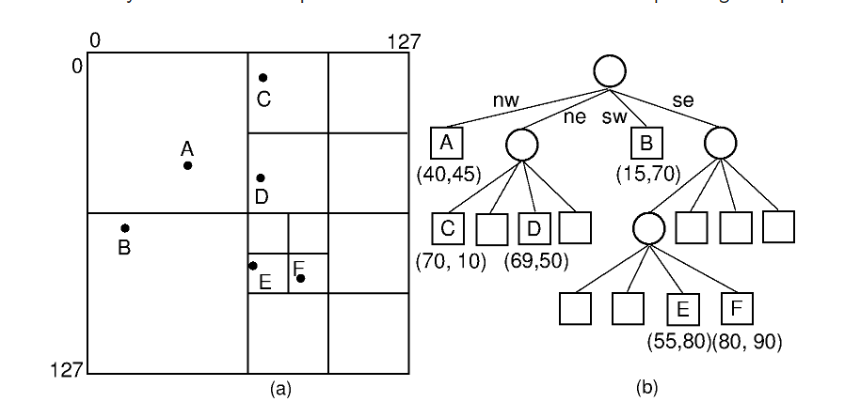 0 127
0
C
A
D
B
E F
127
(a)
nw ne sw se
A B
(40,45) (15,70)
C D
(70, 10) (69,50)
E F
(55,80) (80, 90)
(b)